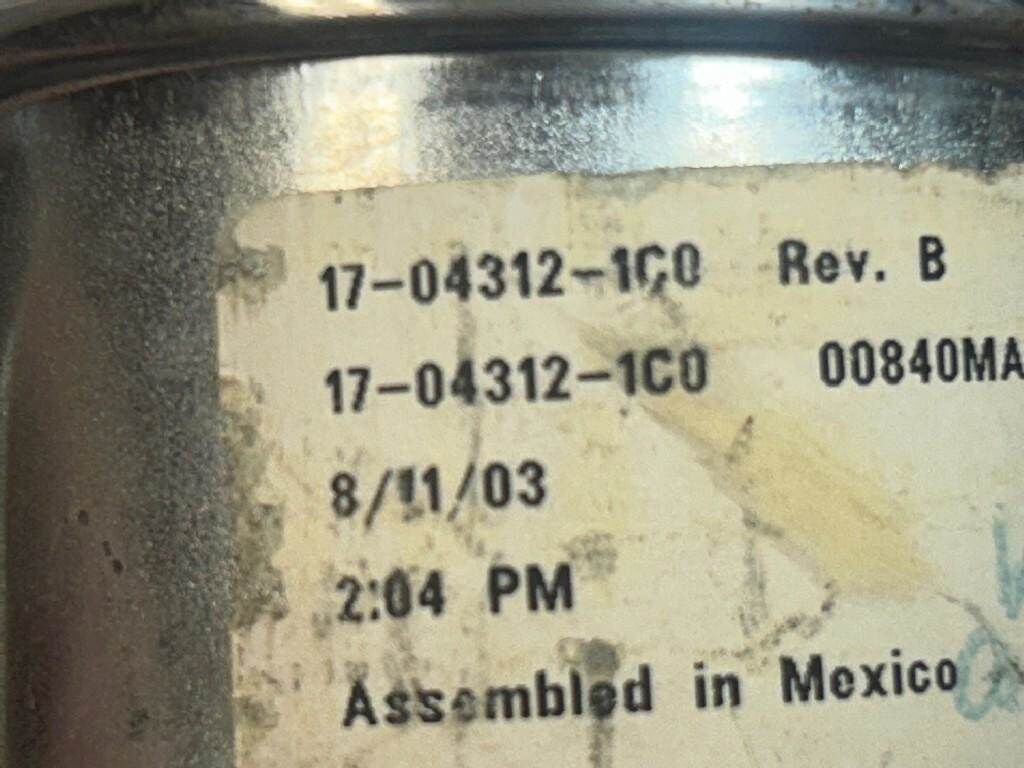 17-04312-1C0 Rev. B
17-04312-1C0 00840MA
8/11/03
2:04 PM
Assembled in Mexico